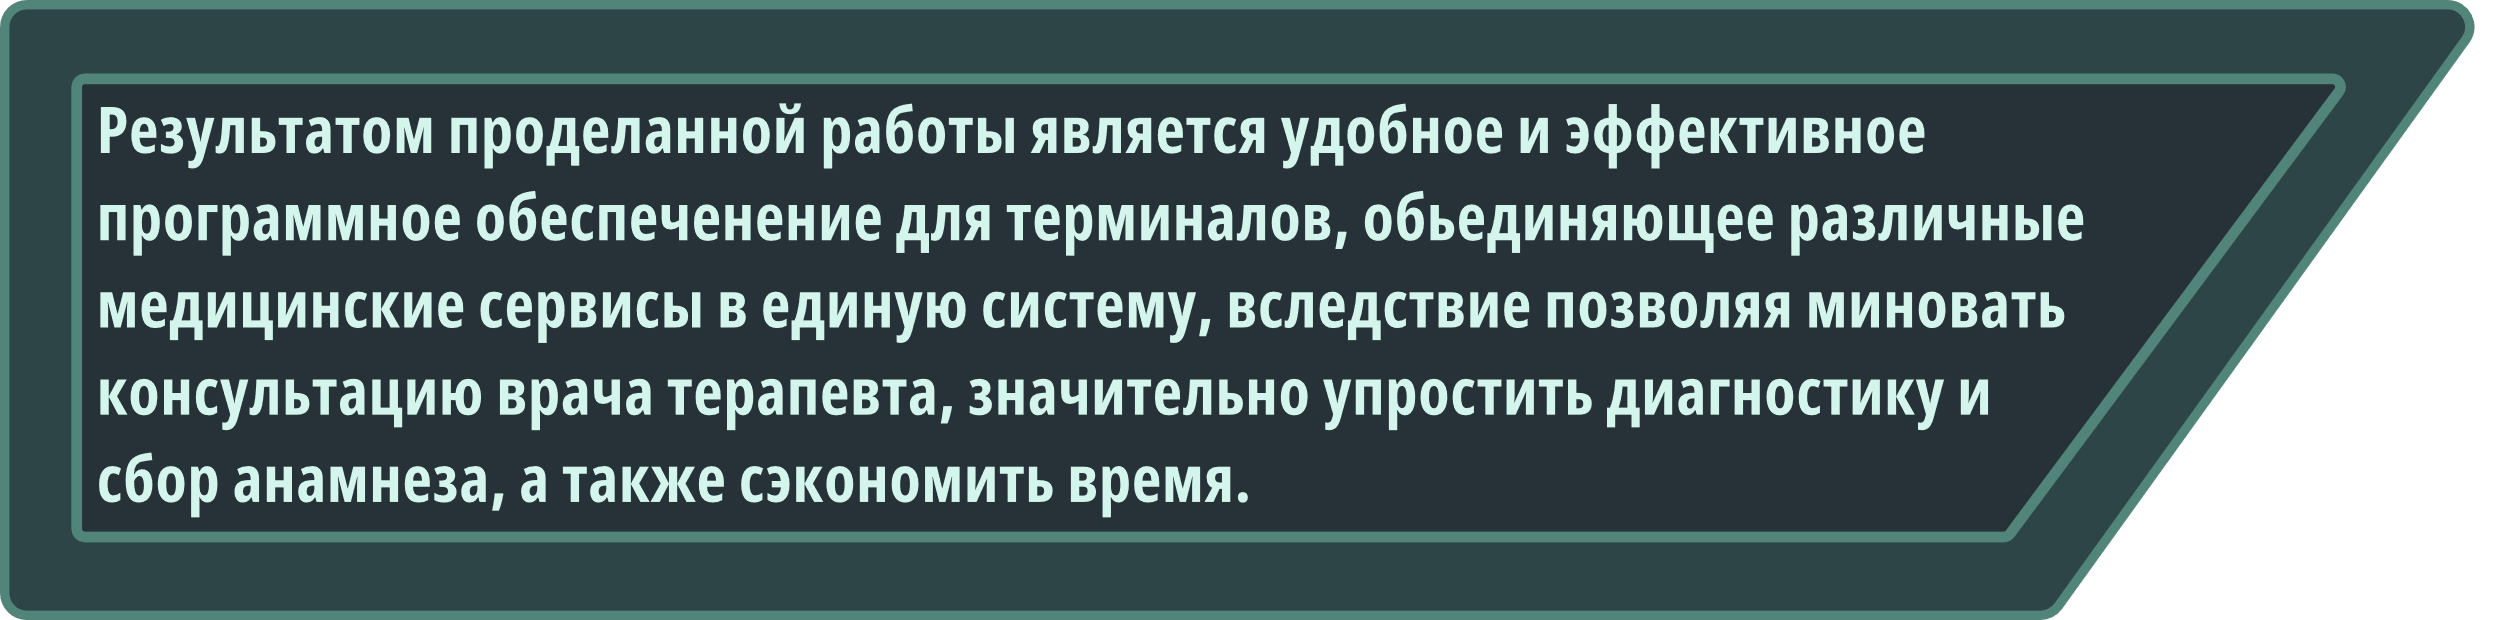 Результатом проделанной работы является удобное и эффективное
программное обеспеченение для терминалов, обьединяющее различные
медицинские сервисы в единую систему, вследствие позволяя миновать
консультацию врача терапевта, значительно упростить диагностику и
сбор анамнеза, а также сэкономить время.